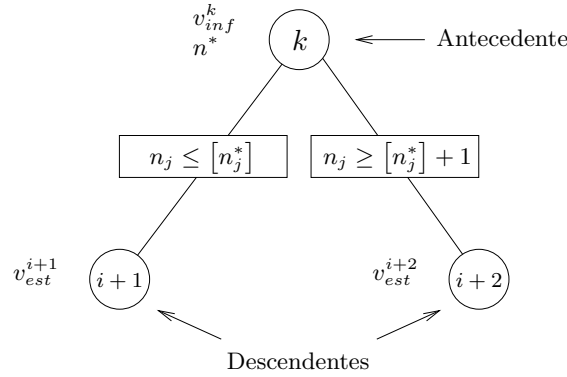 v_{inf}^{k}
n^*
k
Antecedente
n_j ≤ [n_j^*]
n_j ≥ [n_j^*] + 1
v_{est}^{i+1}
i + 1
v_{est}^{i+2}
i + 2
Descendentes